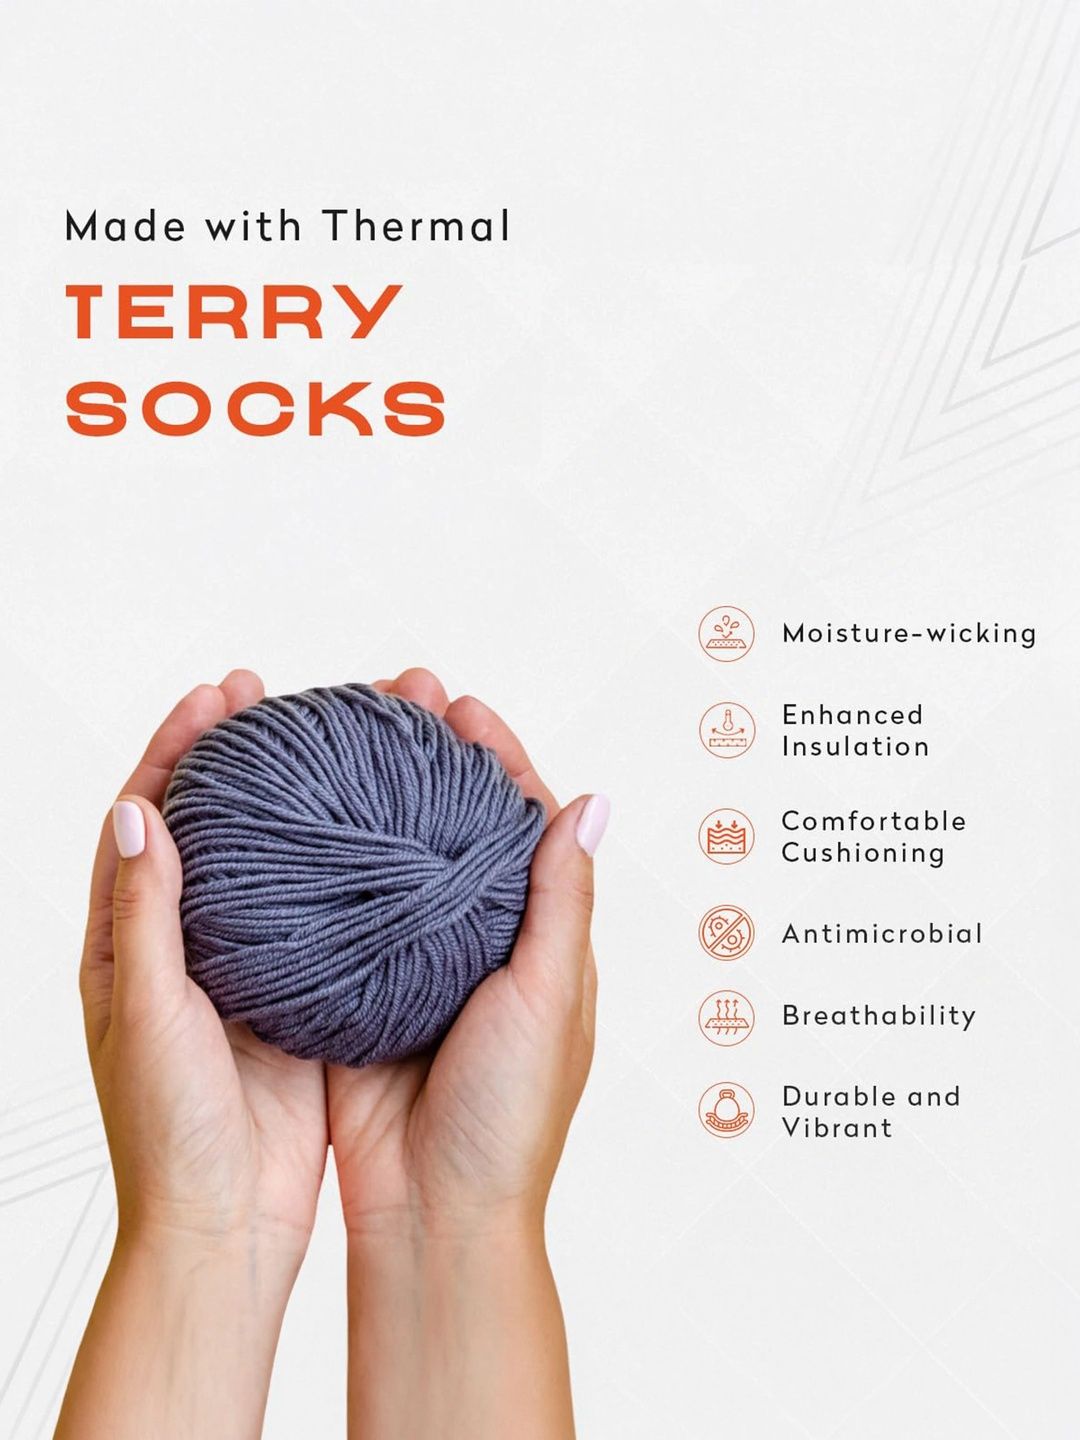 Made with Thermal
TERRY
SOCKS
Moisture-wicking
Enhanced
Insulation
Comfortable
Cushioning
Antimicrobial
Breathability
Durable and
Vibrant